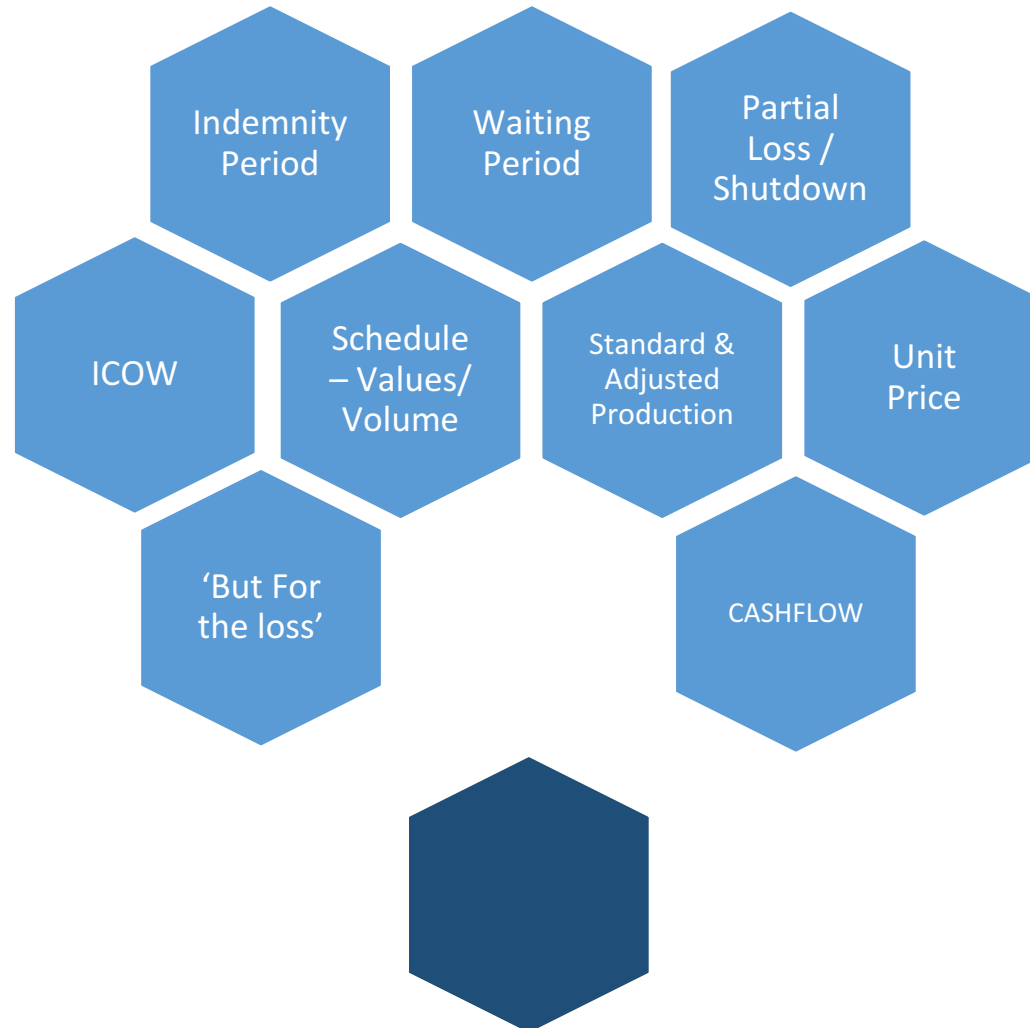 Indemnity
Period
Waiting
Period
Partial
Loss /
Shutdown
ICOW
Schedule
– Values/
Volume
Standard &
Adjusted
Production
Unit
Price
‘But For
the loss’
CASHFLOW